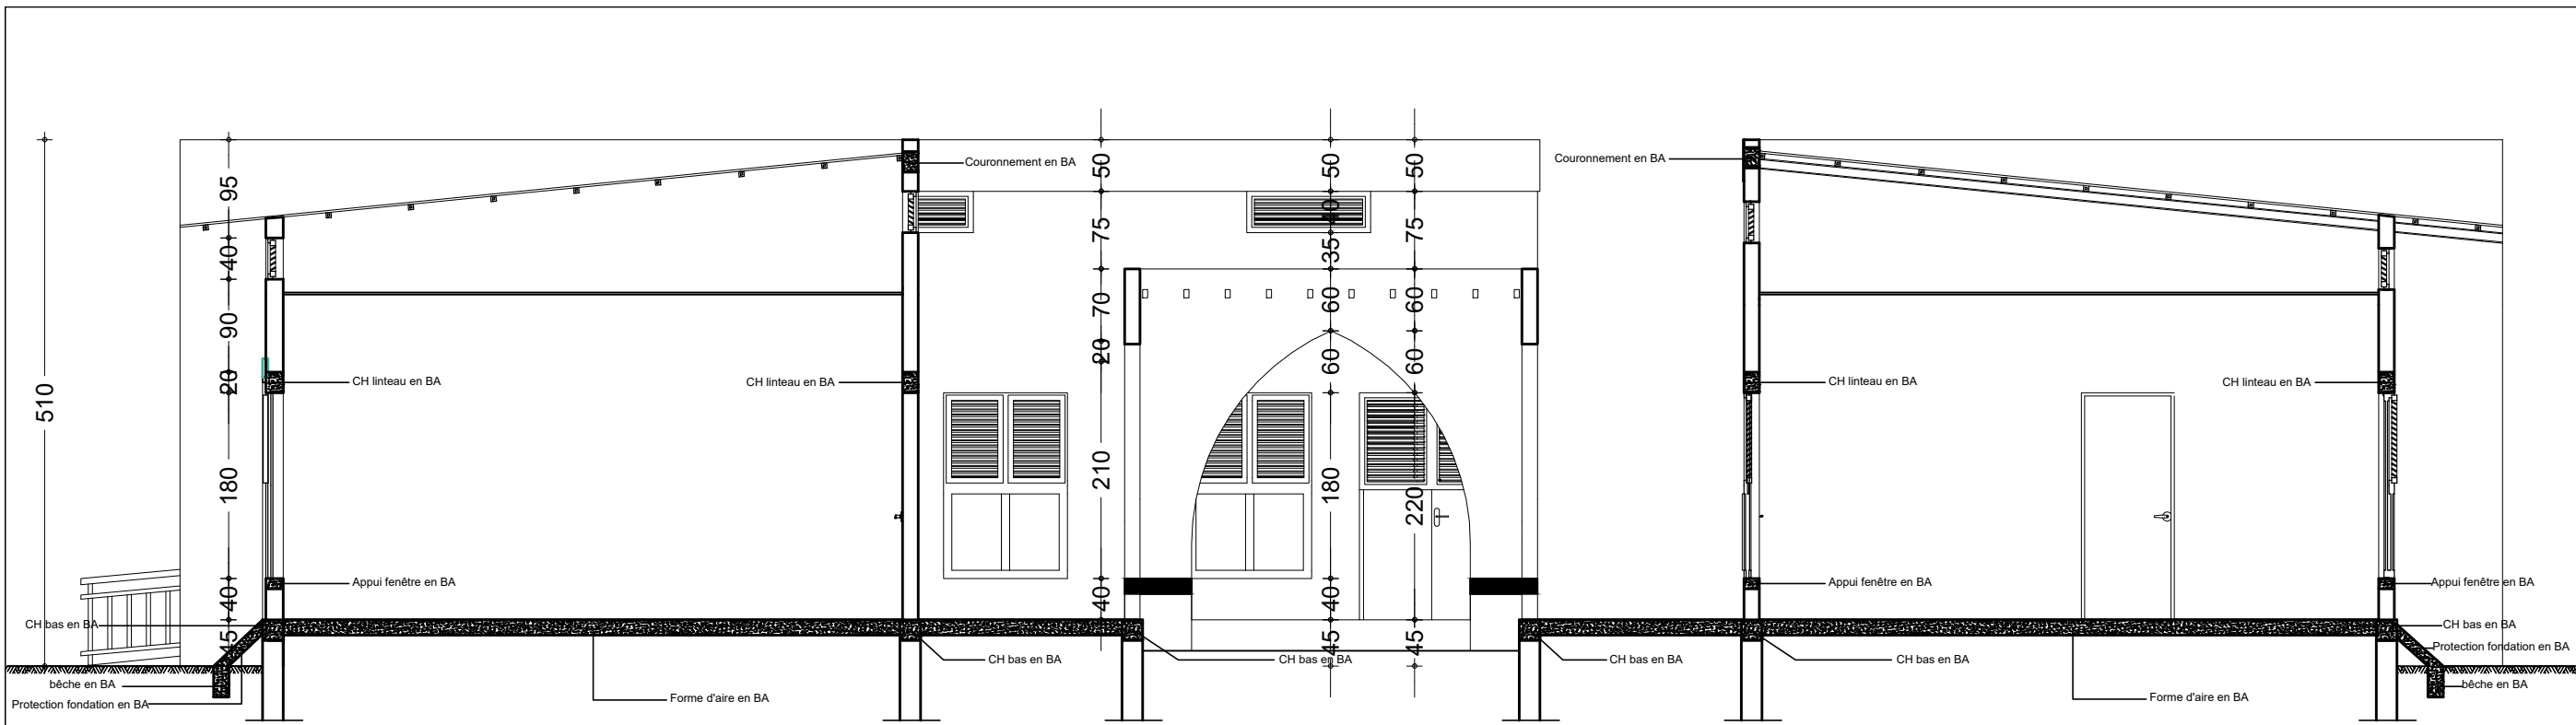 510
95
40
90
20
180
40
45
Couronnement en BA
CH linteau en BA
CH linteau en BA
Appui fenêtre en BA
CH bas en BA
bêche en BA
Protection fondation en BA
Forme d'aire en BA
CH bas en BA
50
75
70
20
210
40
50
40
35
60
60
180
40
45
50
75
60
60
220
45
CH bas en BA
Couronnement en BA
CH linteau en BA
CH linteau en BA
Appui fenêtre en BA
Appui fenêtre en BA
CH bas en BA
CH bas en BA
CH bas en BA
Protection fondation en BA
bêche en BA
Forme d'aire en BA